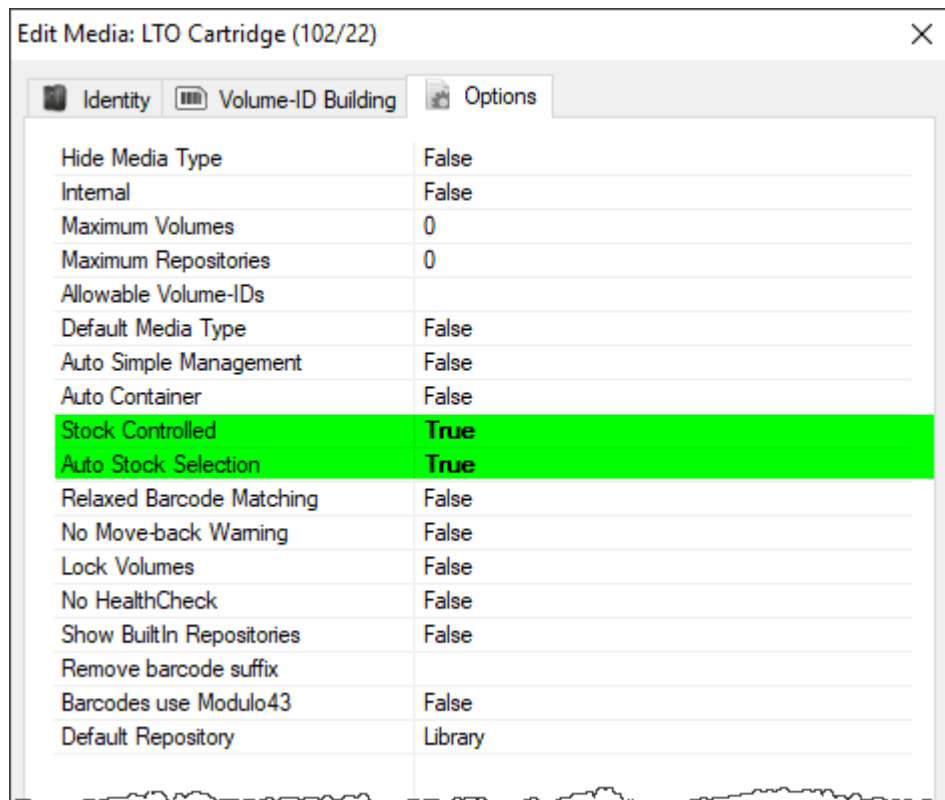 Edit Media: LTO Cartridge (102/22)
Identity Volume-ID Building Options
Hide Media Type False
Internal False
Maximum Volumes 0
Maximum Repositories 0
Allowable Volume-IDs
Default Media Type False
Auto Simple Management False
Auto Container False
Stock Controlled True
Auto Stock Selection True
Relaxed Barcode Matching False
No Move-back Warning False
Lock Volumes False
No HealthCheck False
Show BuiltIn Repositories False
Remove barcode suffix
Barcodes use Modulo43 False
Default Repository Library